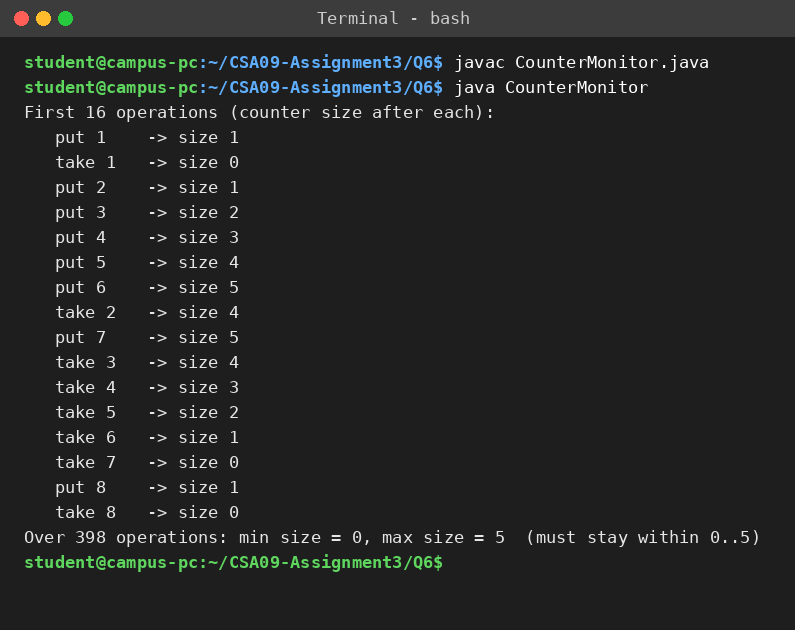 Terminal - bash
student@campus-pc:~/CSA09-Assignment3/Q6$ javac CounterMonitor.java
student@campus-pc:~/CSA09-Assignment3/Q6$ java CounterMonitor
First 16 operations (counter size after each):
   put 1    -> size 1
   take 1   -> size 0
   put 2    -> size 1
   put 3    -> size 2
   put 4    -> size 3
   put 5    -> size 4
   put 6    -> size 5
   take 2   -> size 4
   put 7    -> size 5
   take 3   -> size 4
   take 4   -> size 3
   take 5   -> size 2
   take 6   -> size 1
   take 7   -> size 0
   put 8    -> size 1
   take 8   -> size 0
Over 398 operations: min size = 0, max size = 5  (must stay within 0..5)
student@campus-pc:~/CSA09-Assignment3/Q6$